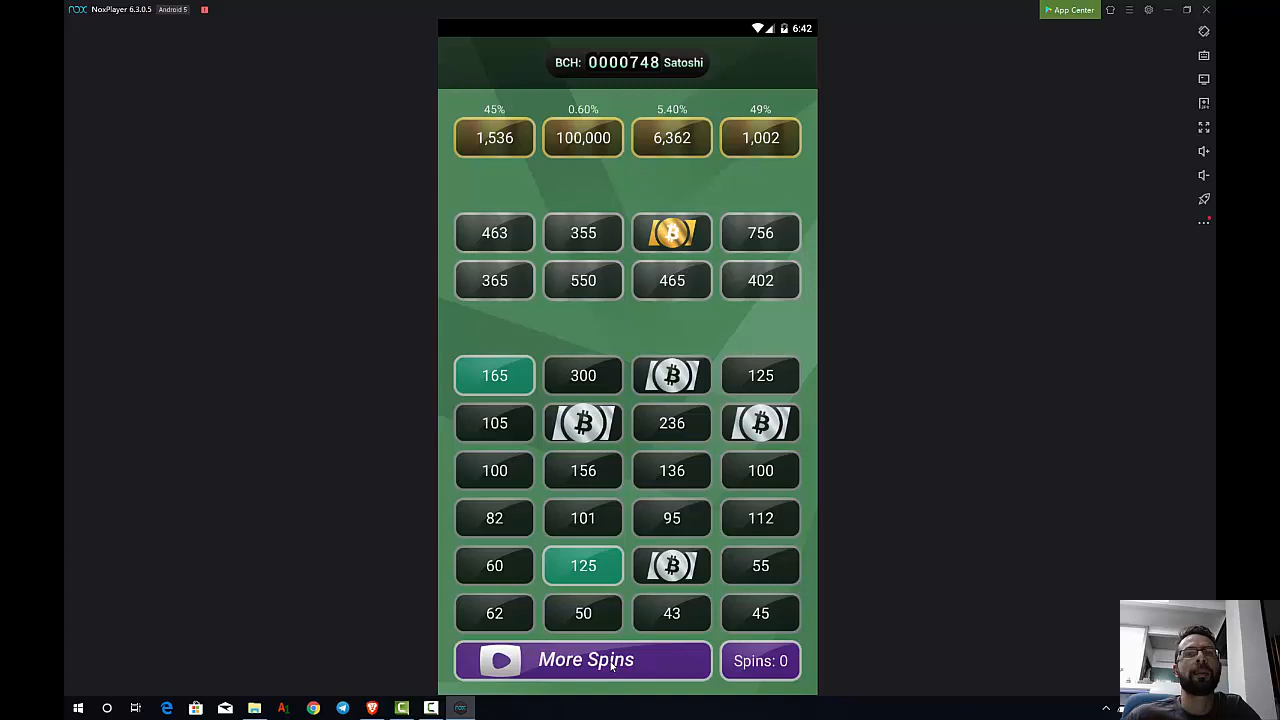 NoxPlayer 6.3.0.5 Android 5
App Center
6:42
BCH: 0000748 Satoshi
45% 0.60% 5.40% 49%
1,536 100,000 6,362 1,002
463 355 756
365 550 465 402
165 300 125
105 236
100 156 136 100
82 101 95 112
60 125 55
62 50 43 45
More Spins Spins: 0